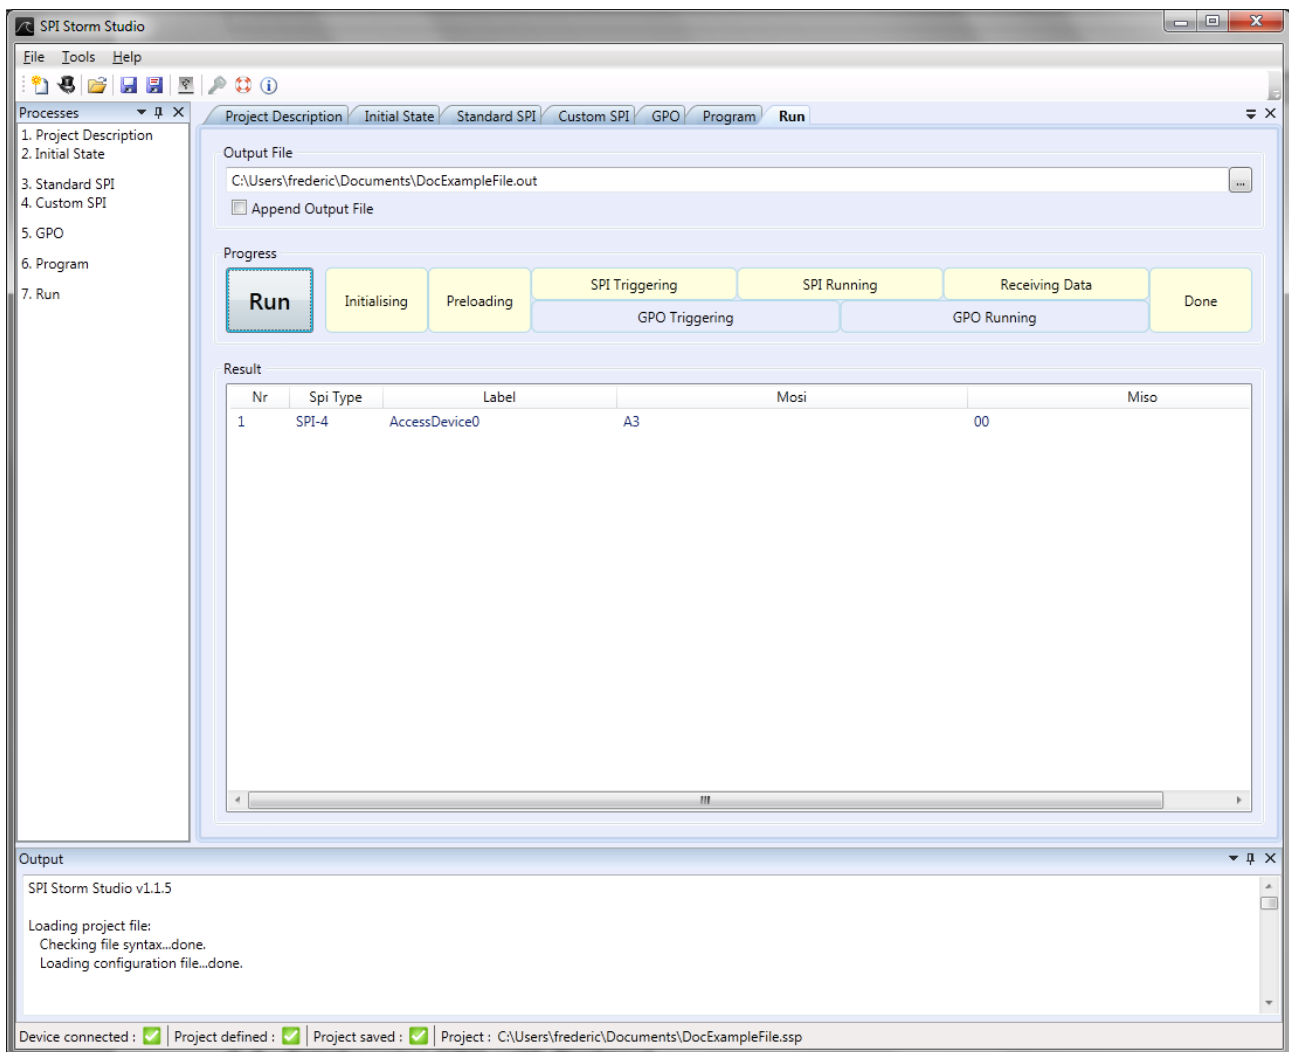 SPI Storm Studio
File Tools Help
Processes
1. Project Description
2. Initial State
3. Standard SPI
4. Custom SPI
5. GPO
6. Program
7. Run
Project Description Initial State Standard SPI Custom SPI GPO Program Run
Output File
C:\Users\frederic\Documents\DocExampleFile.out
...
Append Output File
Progress
Run
Initialising
Preloading
SPI Triggering SPI Running Receiving Data
GPO Triggering GPO Running
Done
Result
Nr Spi Type Label Mosi Miso
1 SPI-4 AccessDevice0 A3 00
Output
SPI Storm Studio v1.1.5
Loading project file:
Checking file syntax...done.
Loading configuration file...done.
Device connected : Project defined : Project saved : Project : C:\Users\frederic\Documents\DocExampleFile.ssp